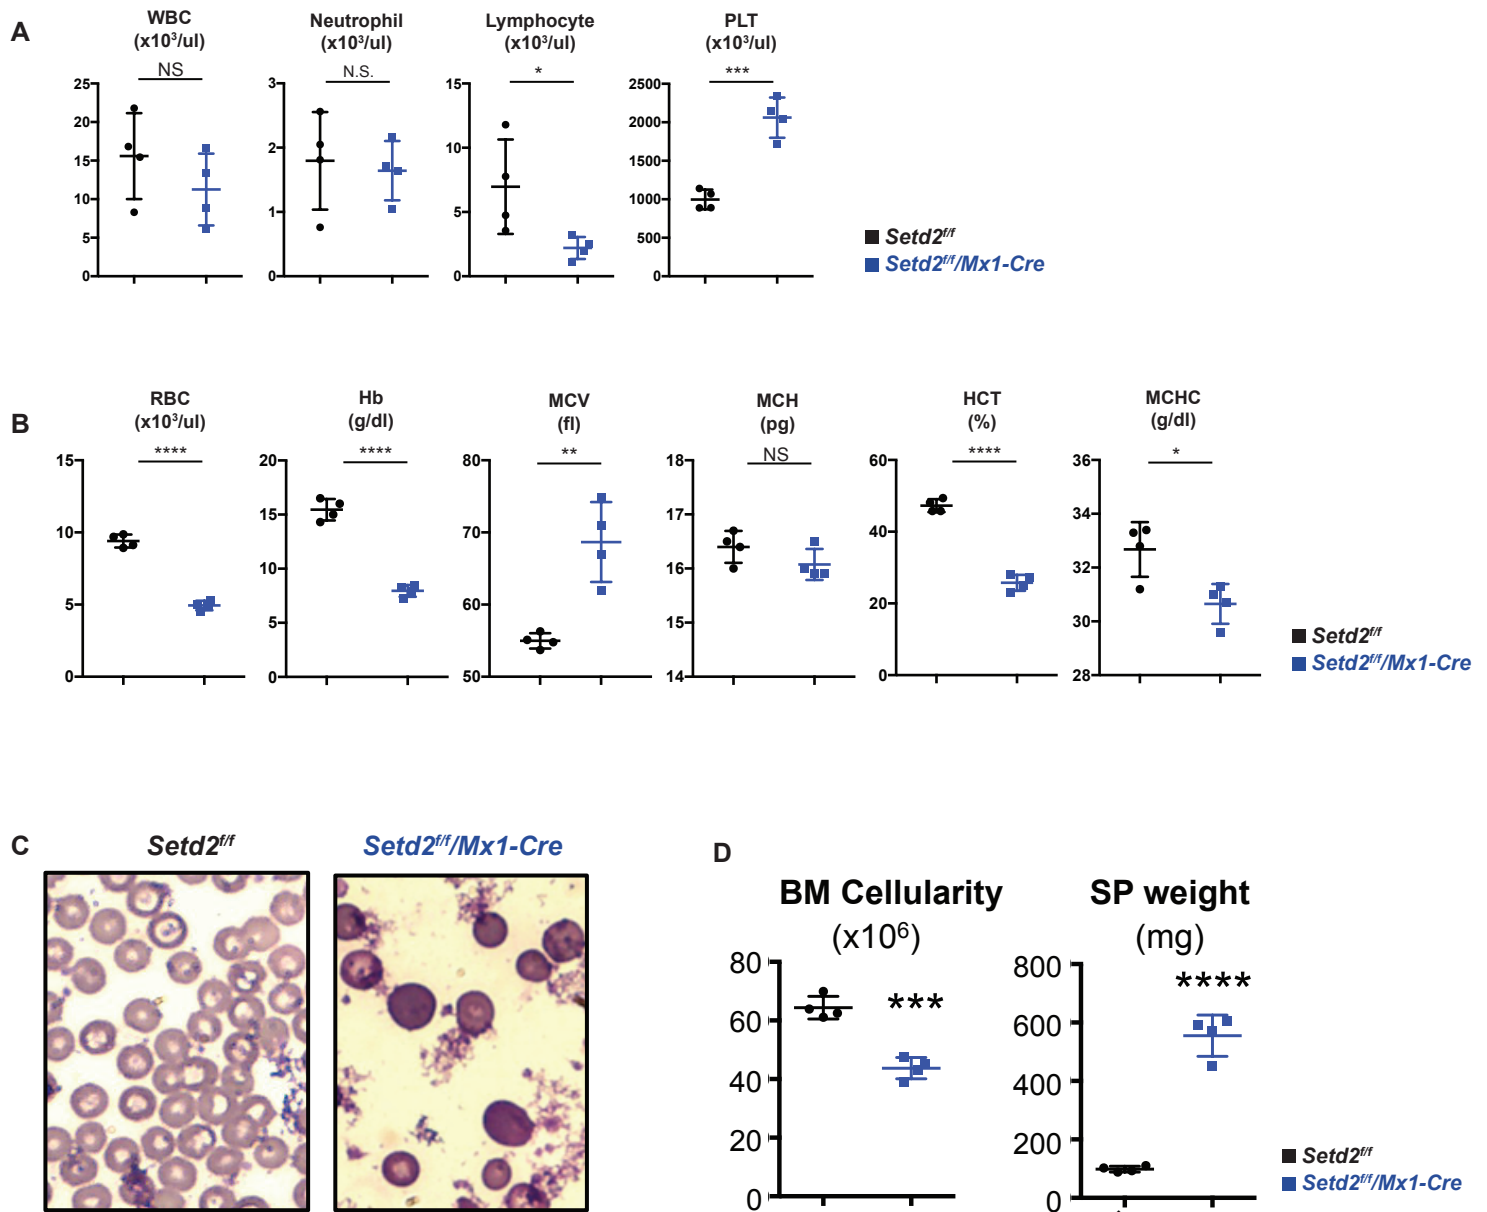 A
WBC
(x10³/ul)
NS
25
20
15
10
5
0
Neutrophil
(x10³/ul)
N.S.
3
2
1
0
Lymphocyte
(x10³/ul)
*
15
10
5
0
PLT
(x10³/ul)
***
2500
2000
1500
1000
500
0
Setd2f/f
Setd2f/f/Mx1-Cre
B
RBC
(x10³/ul)
****
15
10
5
0
Hb
(g/dl)
****
20
15
10
5
0
MCV
(fl)
**
80
70
60
50
MCH
(pg)
NS
18
17
16
15
14
HCT
(%)
****
60
40
20
0
MCHC
(g/dl)
*
36
34
32
30
28
Setd2f/f
Setd2f/f/Mx1-Cre
C
Setd2f/f
Setd2f/f/Mx1-Cre
D
BM Cellularity
(x10⁶)
***
80
60
40
20
0
SP weight
(mg)
****
800
600
400
200
0
Setd2f/f
Setd2f/f/Mx1-Cre